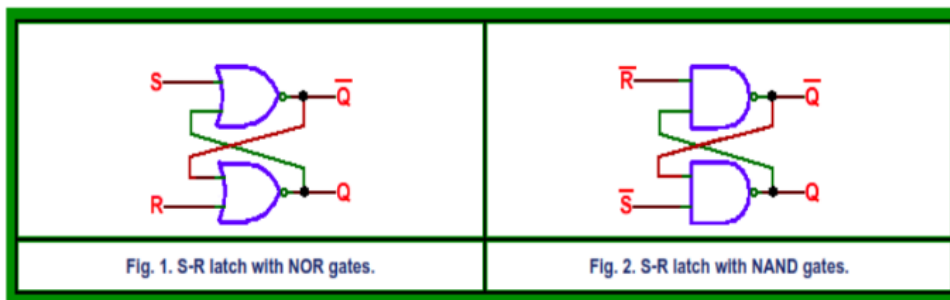 S
Q̅
R
Q
Fig. 1. S-R latch with NOR gates.
R̅
Q̅
S̅
Q
Fig. 2. S-R latch with NAND gates.